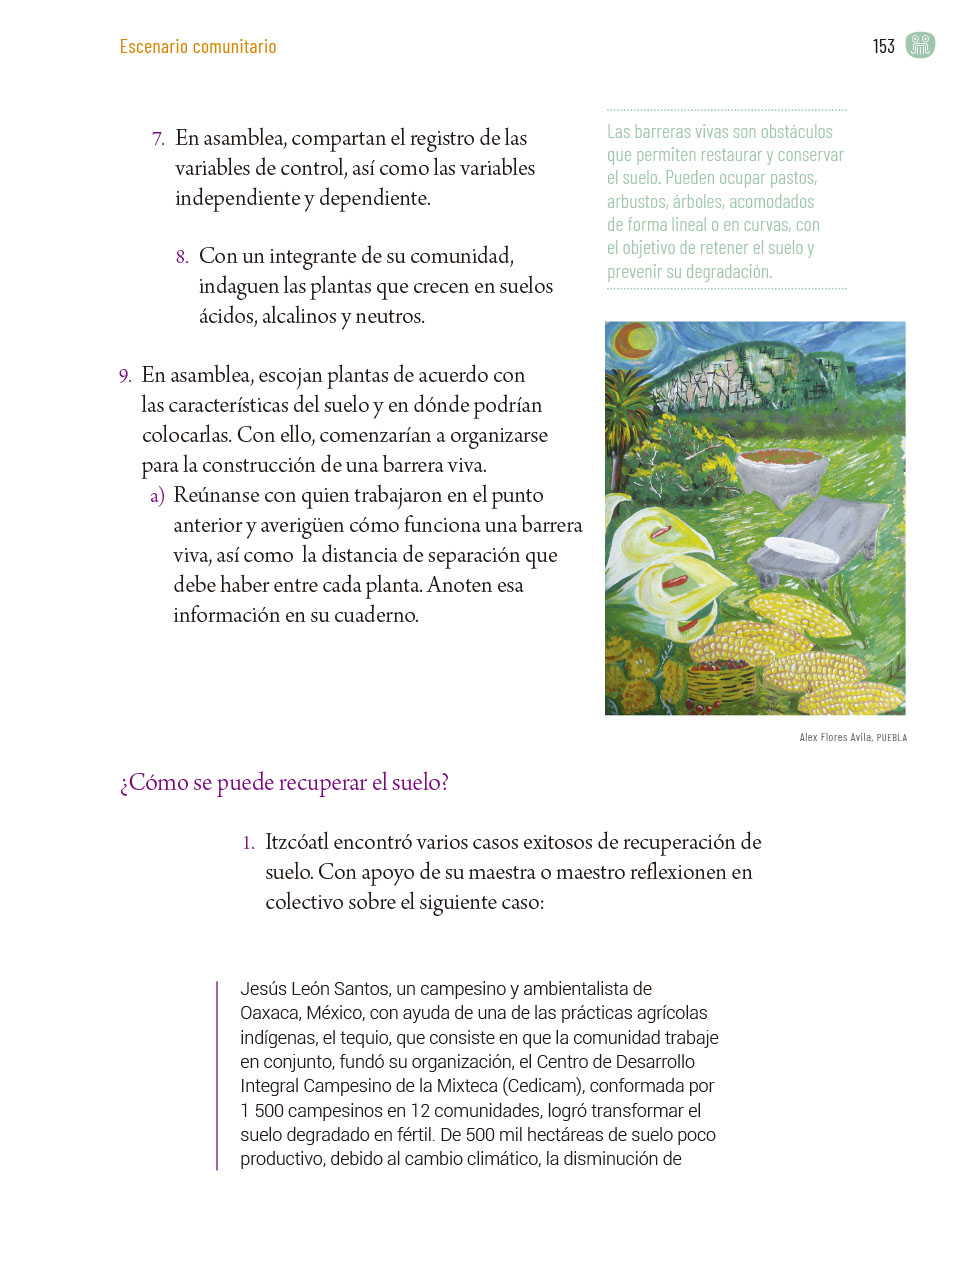 Escenario comunitario
153
7. En asamblea, compartan el registro de las
variables de control, así como las variables
independiente y dependiente.
8. Con un integrante de su comunidad,
indaguen las plantas que crecen en suelos
ácidos, alcalinos y neutros.
9. En asamblea, escojan plantas de acuerdo con
las características del suelo y en dónde podrían
colocarlas. Con ello, comenzarían a organizarse
para la construcción de una barrera viva.
a) Reúnanse con quien trabajaron en el punto
anterior y averigüen cómo funciona una barrera
viva, así como la distancia de separación que
debe haber entre cada planta. Anoten esa
información en su cuaderno.
Las barreras vivas son obstáculos
que permiten restaurar y conservar
el suelo. Pueden ocupar pastos,
arbustos, árboles, acomodados
de forma lineal o en curvas, con
el objetivo de retener el suelo y
prevenir su degradación.
Alex Flores Avila, PUEBLA
¿Cómo se puede recuperar el suelo?
1. Itzcóatl encontró varios casos exitosos de recuperación de
suelo. Con apoyo de su maestra o maestro reflexionen en
colectivo sobre el siguiente caso:
Jesús León Santos, un campesino y ambientalista de
Oaxaca, México, con ayuda de una de las prácticas agrícolas
indígenas, el tequio, que consiste en que la comunidad trabaje
en conjunto, fundó su organización, el Centro de Desarrollo
Integral Campesino de la Mixteca (Cedicam), conformada por
1 500 campesinos en 12 comunidades, logró transformar el
suelo degradado en fértil. De 500 mil hectáreas de suelo poco
productivo, debido al cambio climático, la disminución de